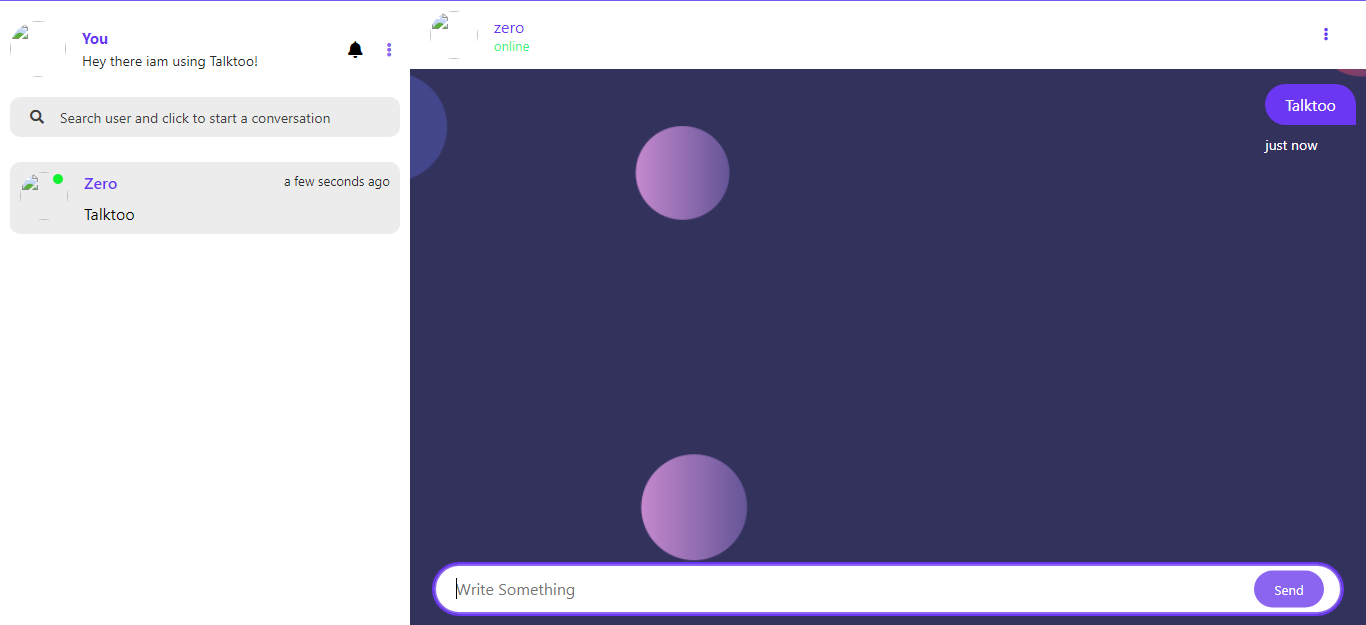 You
Hey there iam using Talktoo!
Search user and click to start a conversation
Zero
a few seconds ago
Talktoo
zero
online
Talktoo
just now
Write Something
Send